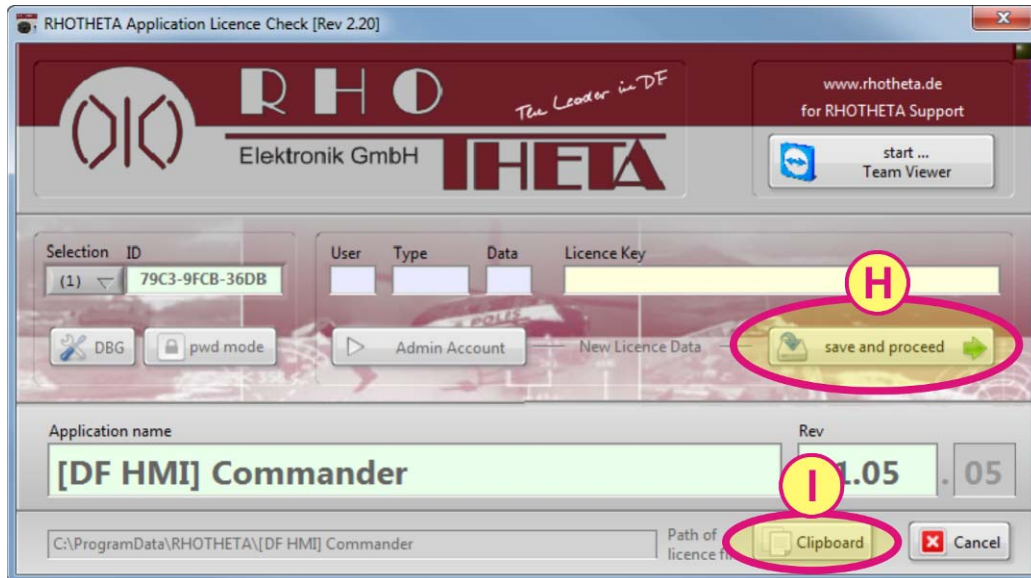 RHOTHETA Application Licence Check [Rev 2.20]
RHO
The Leader in DF
Elektronik GmbH
THETA
www.rhotheta.de
for RHOTHETA Support
start ...
Team Viewer
Selection ID
(1) 79C3-9FCB-36DB
User Type Data Licence Key
H
DBG
pwd mode
Admin Account
New Licence Data
save and proceed
Application name
Rev
[DF HMI] Commander
1.05 . 05
I
C:\ProgramData\RHOTHETA\[DF HMI] Commander
Path of
licence
Clipboard
Cancel